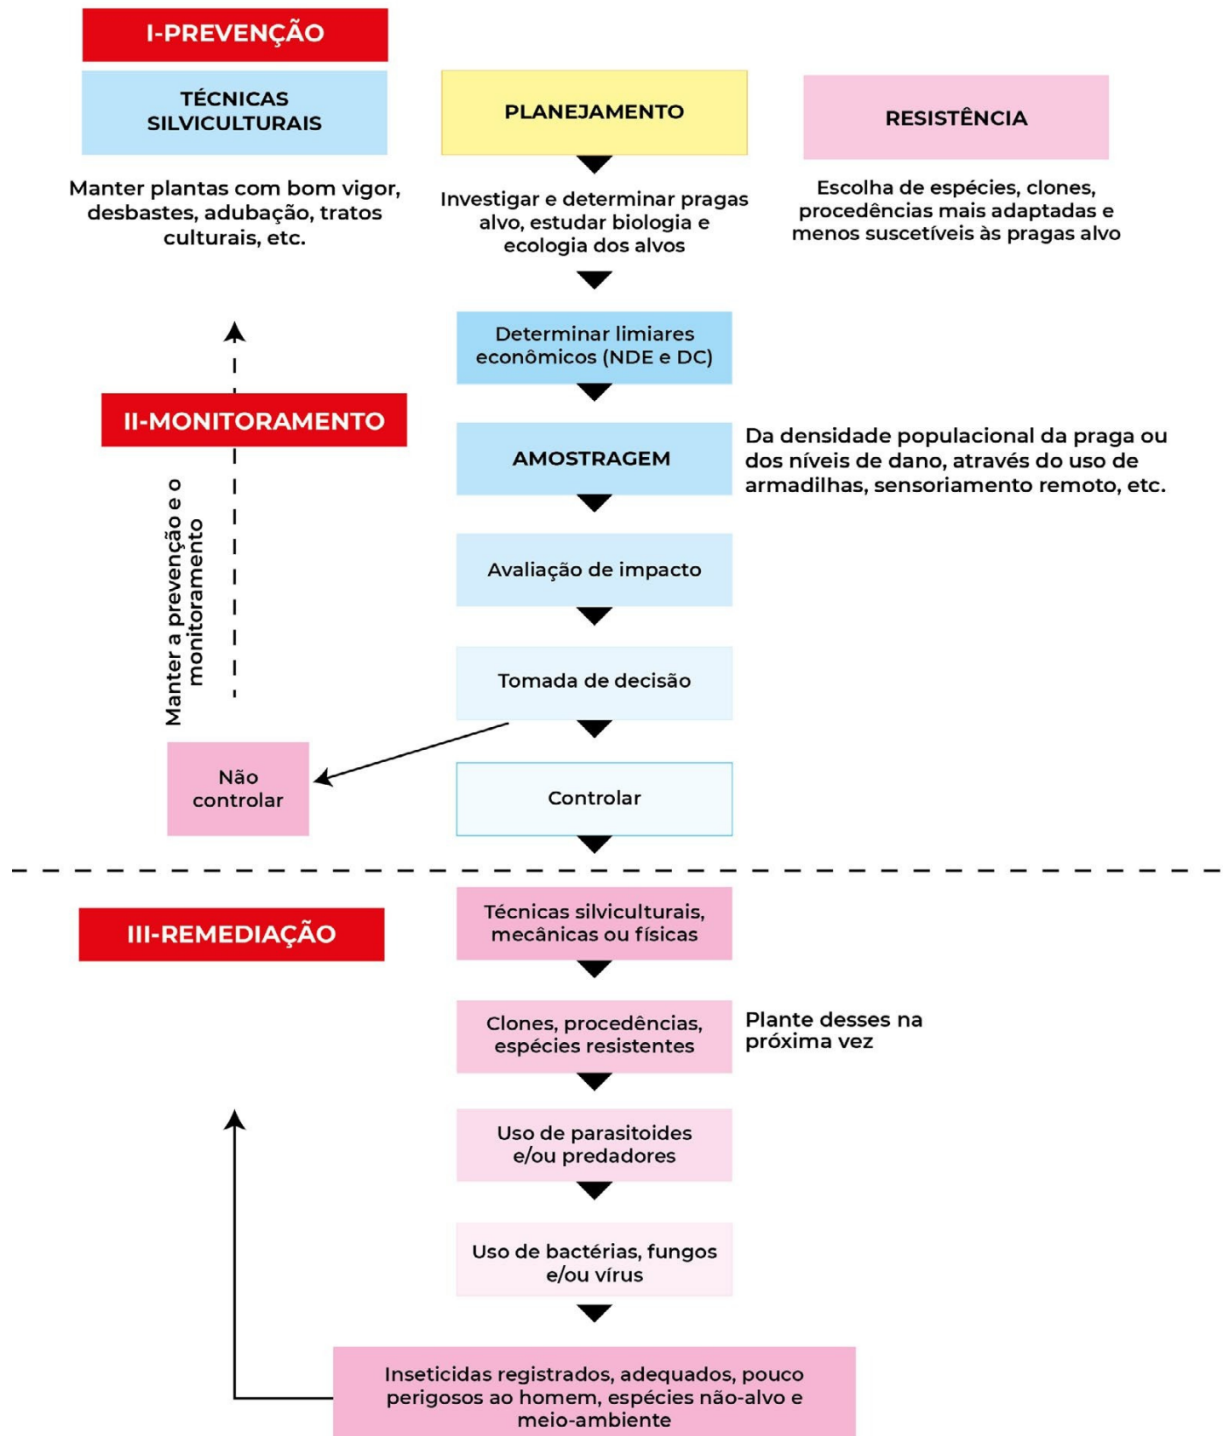 I-PREVENÇÃO
TÉCNICAS
SILVICULTURAIS
PLANEJAMENTO
RESISTÊNCIA
Manter plantas com bom vigor,
desbastes, adubação, tratos
culturais, etc.
Investigar e determinar pragas
alvo, estudar biologia e
ecologia dos alvos
Escolha de espécies, clones,
procedências mais adaptadas e
menos suscetíveis às pragas alvo
Determinar limiares
econômicos (NDE e DC)
II-MONITORAMENTO
AMOSTRAGEM
Da densidade populacional da praga ou
dos níveis de dano, através do uso de
armadilhas, sensoriamento remoto, etc.
Manter a prevenção e o
monitoramento
Avaliação de impacto
Tomada de decisão
Não
controlar
Controlar
III-REMEDIAÇÃO
Técnicas silviculturais,
mecânicas ou físicas
Clones, procedências,
espécies resistentes
Plante desses na
próxima vez
Uso de parasitoides
e/ou predadores
Uso de bactérias, fungos
e/ou vírus
Inseticidas registrados, adequados, pouco
perigosos ao homem, espécies não-alvo e
meio-ambiente